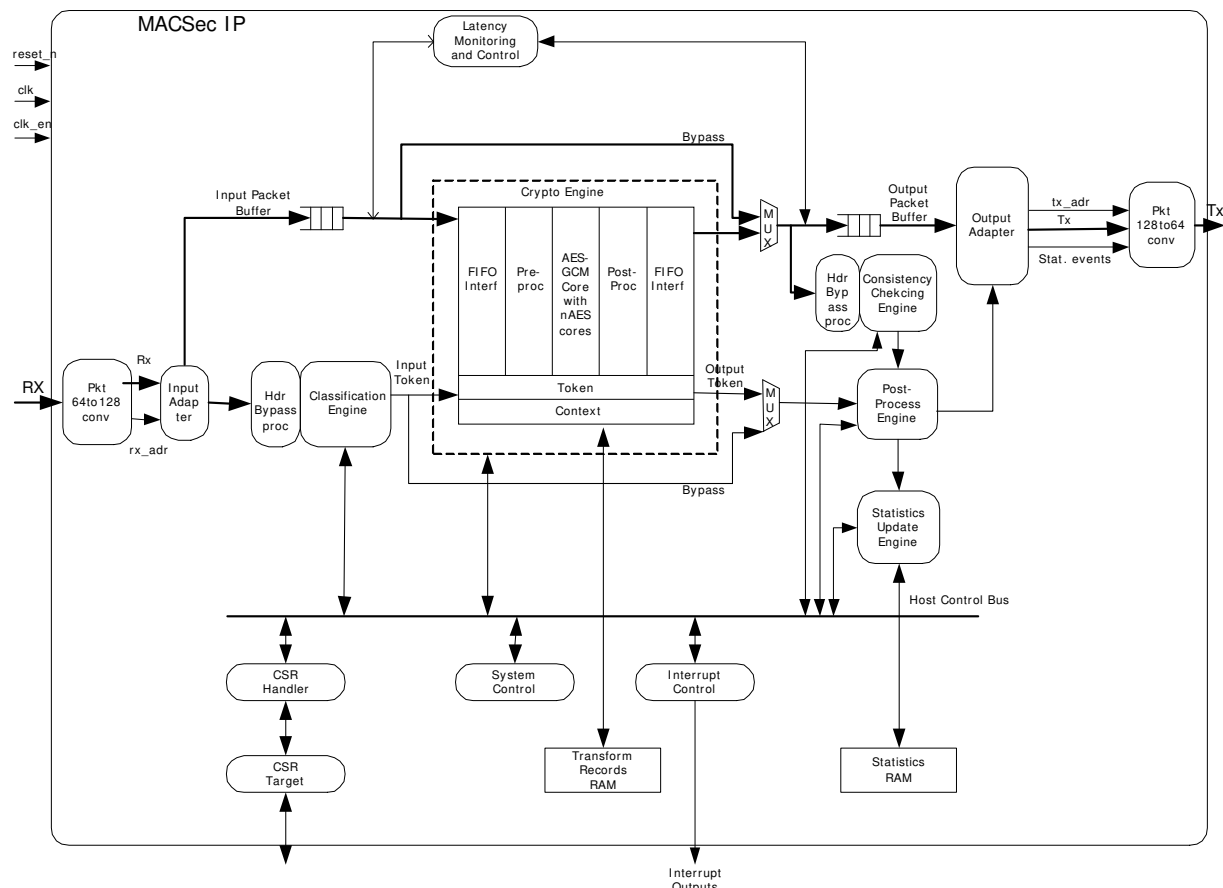 MACSec IP
Latency
Monitoring
and Control
reset_n
clk
clk_en
Bypass
Input Packet
Buffer
Crypto Engine
MUX
Output
Packet
Buffer
Output
Adapter
tx_adr
Tx
Stat. events
Pkt
128to64
conv
Tx
FIFO
Interf
Pre-
proc
AES-
GCM
Core
with
nAES
cores
Post-
Proc
FIFO
Interf
Hdr
Byp
ass
proc
Consistency
Chekcing
Engine
RX
Pkt
64to128
conv
Rx
rx_adr
Input
Adap
ter
Hdr
Bypass
proc
Classification
Engine
Input
Token
Token
Context
Output
Token
MUX
Post-
Process
Engine
Bypass
Statistics
Update
Engine
Host Control Bus
CSR
Handler
System
Control
Interrupt
Control
CSR
Target
Transform
Records
RAM
Statistics
RAM
Interrupt
Outputs